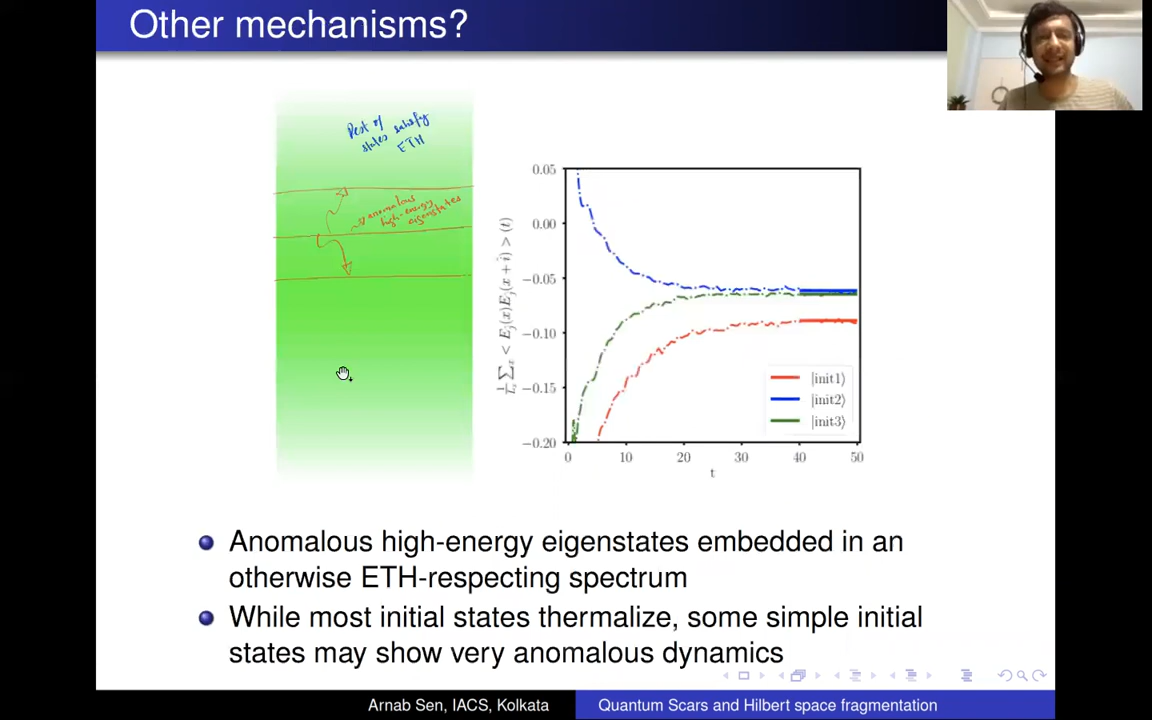 Other mechanisms?
Rest of
states satisfy
ETH
anomalous
high-energy
eigenstates
0.05
0.00
−0.05
−0.10
−0.15
−0.20
1/L ∑x < Ej(x)Ej(x + î) > (t)
|init1⟩
|init2⟩
|init3⟩
0 10 20 30 40 50
t
Anomalous high-energy eigenstates embedded in an
otherwise ETH-respecting spectrum
While most initial states thermalize, some simple initial
states may show very anomalous dynamics
Arnab Sen, IACS, Kolkata Quantum Scars and Hilbert space fragmentation